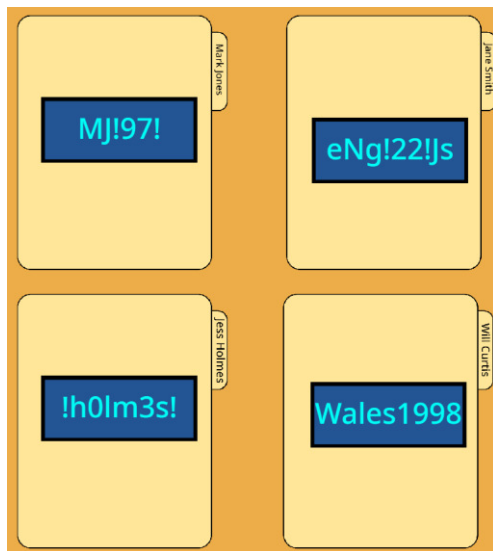 Mark Jones
MJ!97!
Jane Smith
eNg!22!Js
Jess Holmes
!h0lm3s!
Will Curtis
Wales1998